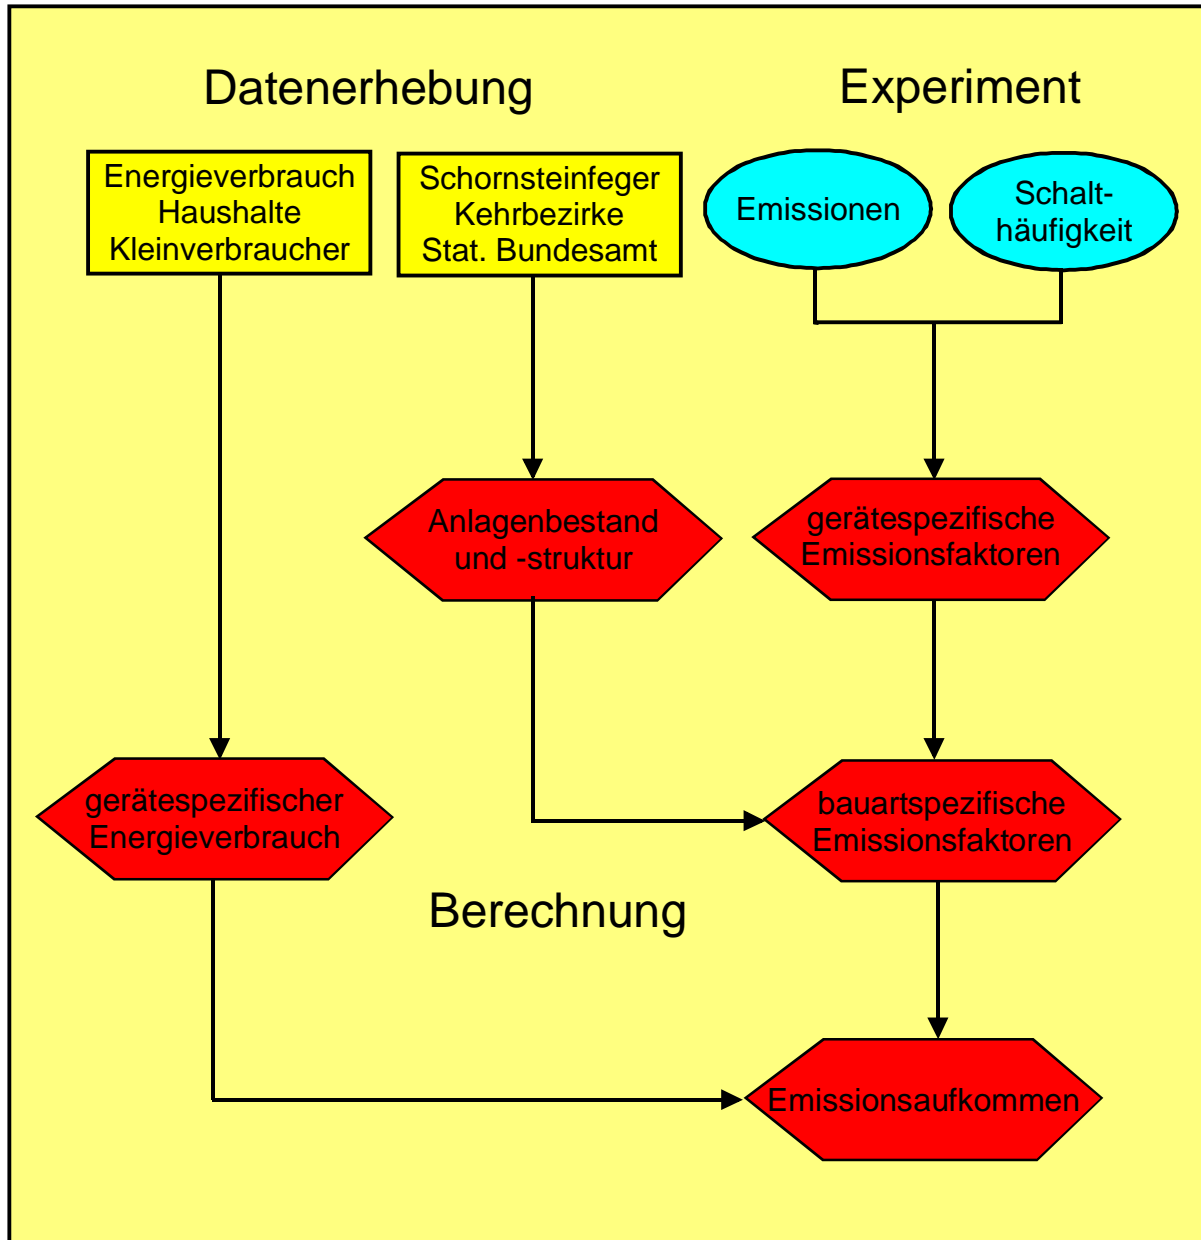 Datenerhebung
Experiment
Energieverbrauch
Haushalte
Kleinverbraucher
Schornsteinfeger
Kehrbezirke
Stat. Bundesamt
Emissionen
Schalt-
häufigkeit
Anlagenbestand
und -struktur
gerätespezifische
Emissionsfaktoren
gerätespezifischer
Energieverbrauch
bauartspezifische
Emissionsfaktoren
Berechnung
Emissionsaufkommen